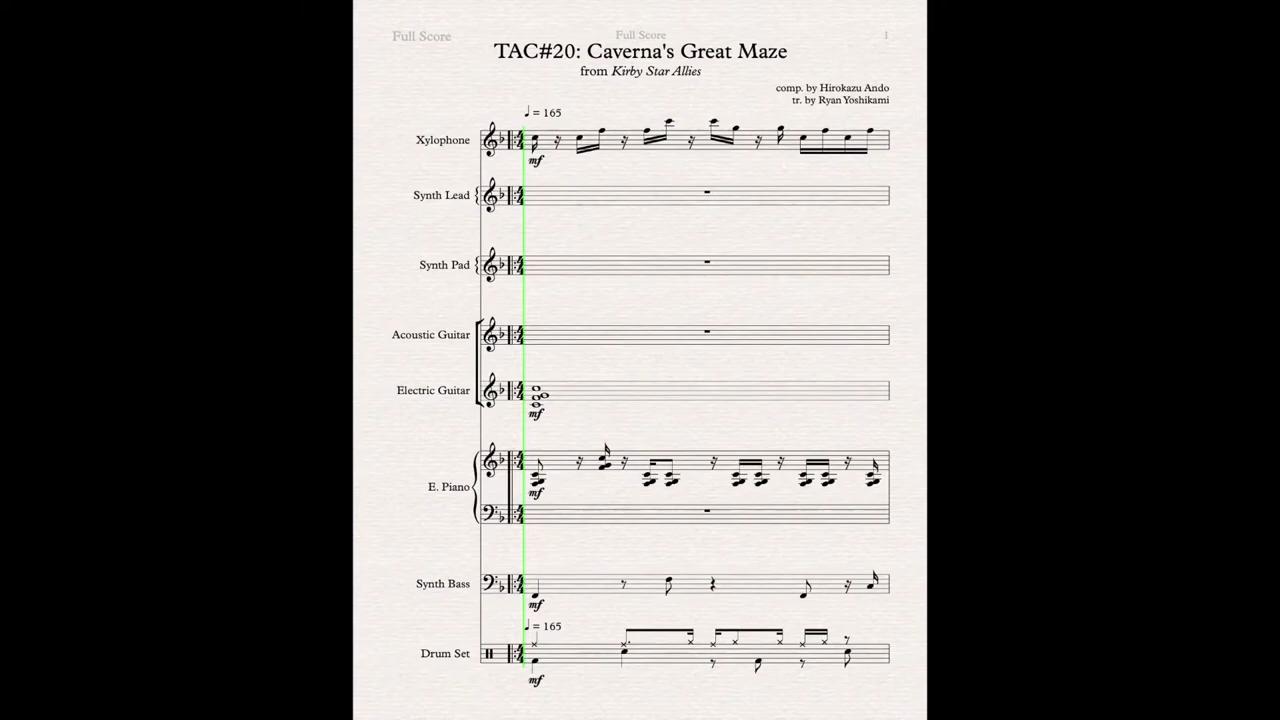 Full Score
Full Score
1
TAC#20: Caverna's Great Maze
from Kirby Star Allies
comp. by Hirokazu Ando
tr. by Ryan Yoshikami
♩ = 165
Xylophone
mf
Synth Lead
Synth Pad
Acoustic Guitar
Electric Guitar
mf
E. Piano
mf
Synth Bass
mf
♩ = 165
Drum Set
mf